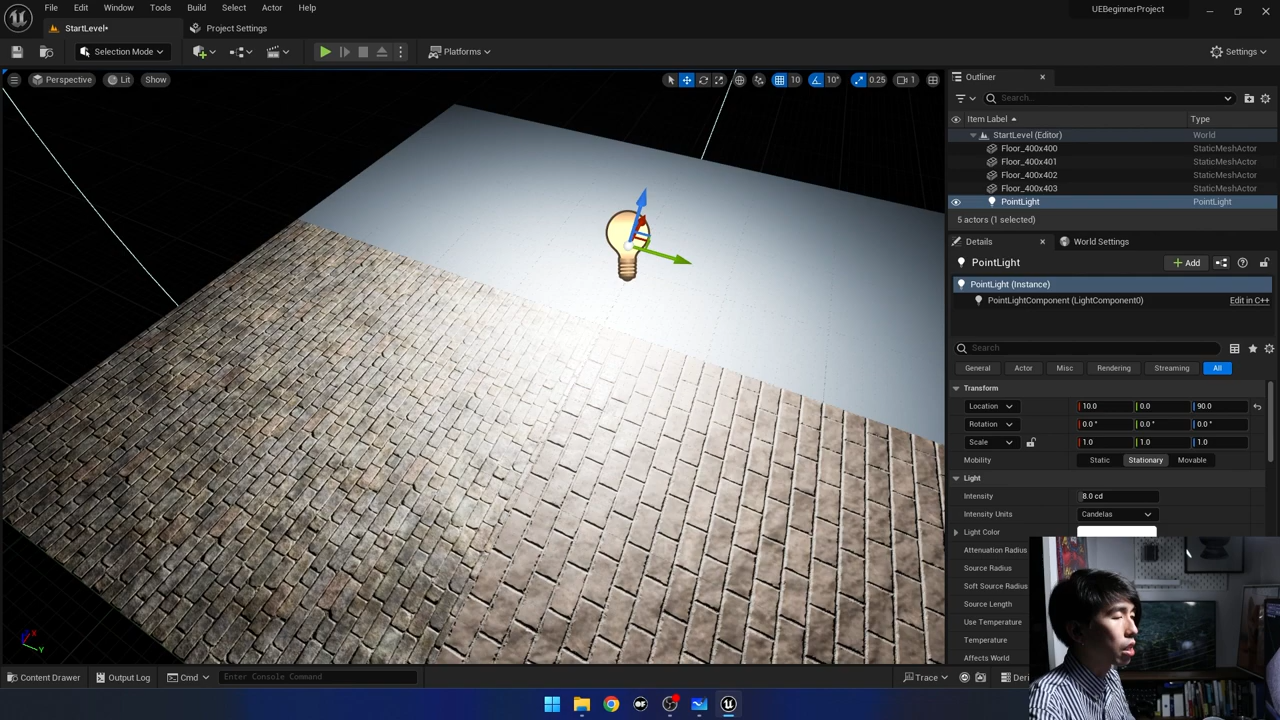 File Edit Window Tools Build Select Actor Help
UEBeginnerProject
StartLevel* Project Settings
Selection Mode Platforms Settings
Perspective Lit Show 10 10° 0.25 1
Outliner
Search...
Item Label Type
StartLevel (Editor) World
Floor_400x400 StaticMeshActor
Floor_400x401 StaticMeshActor
Floor_400x402 StaticMeshActor
Floor_400x403 StaticMeshActor
PointLight PointLight
5 actors (1 selected)
Details World Settings
PointLight Add
PointLight (Instance)
PointLightComponent (LightComponent0) Edit in C++
Search
General Actor Misc Rendering Streaming All
Transform
Location 10.0 0.0 90.0
Rotation 0.0° 0.0° 0.0°
Scale 1.0 1.0 1.0
Mobility Static Stationary Movable
Light
Intensity 8.0 cd
Intensity Units Candelas
Light Color
Attenuation Radius
Source Radius
Soft Source Radius
Source Length
Use Temperature
Temperature
Affects World
X
Y
Content Drawer Output Log Cmd Enter Console Command Trace Deri